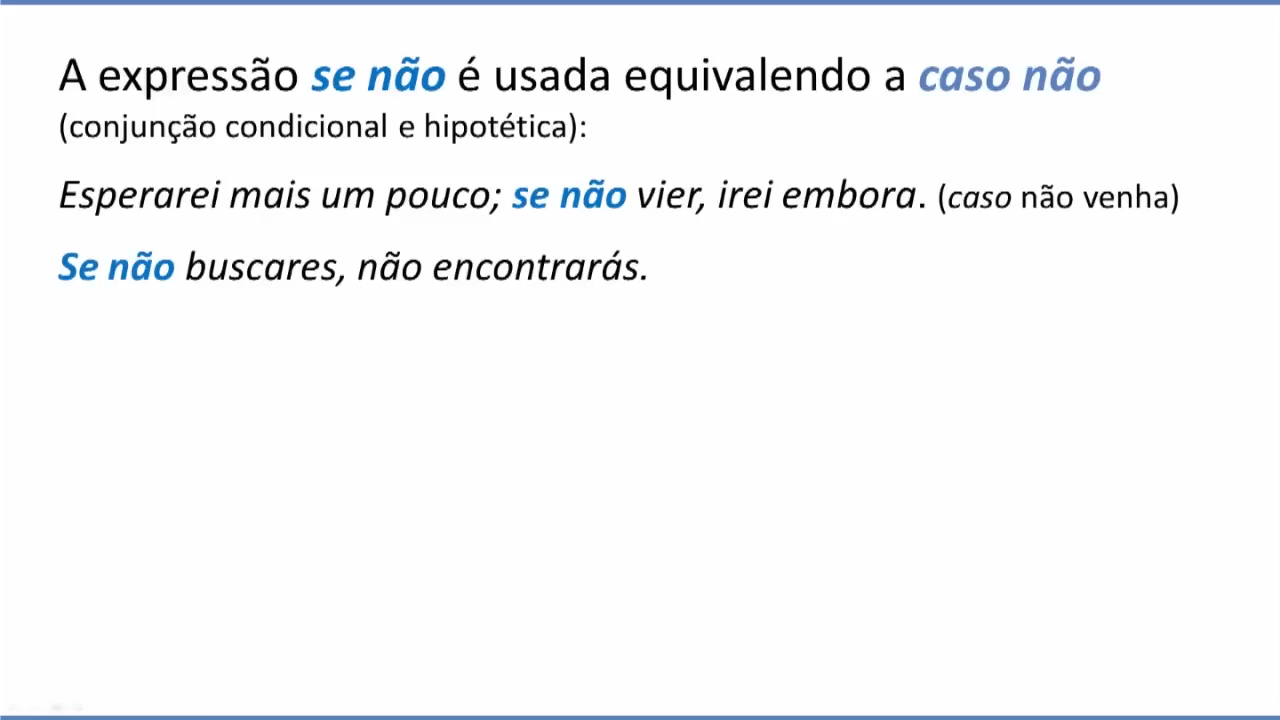 A expressão se não é usada equivalendo a caso não
(conjunção condicional e hipotética):
Esperarei mais um pouco; se não vier, irei embora. (caso não venha)
Se não buscares, não encontrarás.